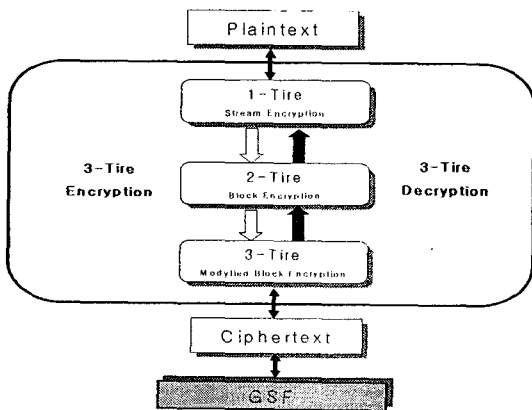 Plaintext
1-Tire
Stream Encryption
3-Tire
Encryption
2-Tire
Block Encryption
3-Tire
Decryption
3-Tire
Modyfied Block Encryption
Ciphertext
GSF